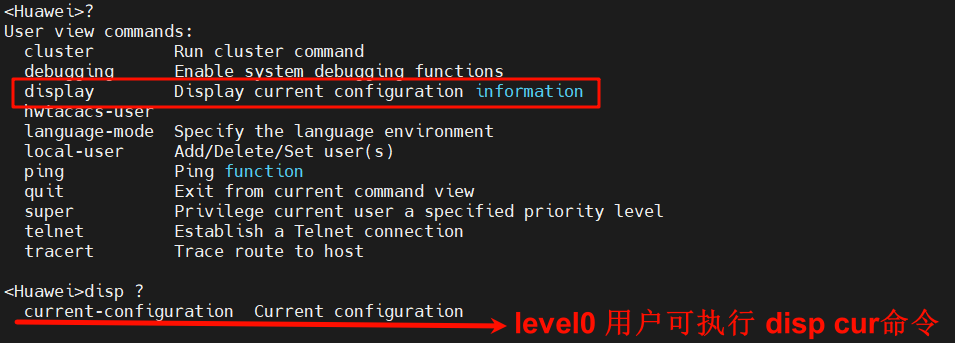 <Huawei>?
User view commands:
cluster Run cluster command
debugging Enable system debugging functions
display Display current configuration information
hwtacacs-user
language-mode Specify the language environment
local-user Add/Delete/Set user(s)
ping Ping function
quit Exit from current command view
super Privilege current user a specified priority level
telnet Establish a Telnet connection
tracert Trace route to host
<Huawei>disp ?
current-configuration Current configuration
level0 用户可执行 disp cur命令